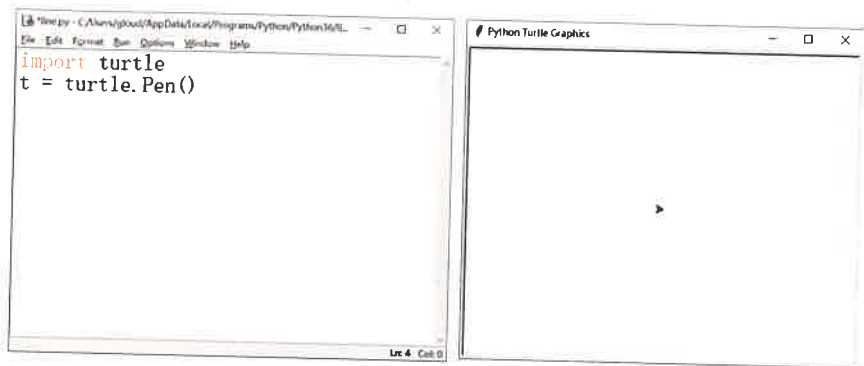 *line.py - C:/Users/gloud/AppData/Local/Programs/Python/Python36/li...
File Edit Format Run Options Window Help
import turtle
t = turtle.Pen()
Ln: 4 Col: 0
Python Turtle Graphics